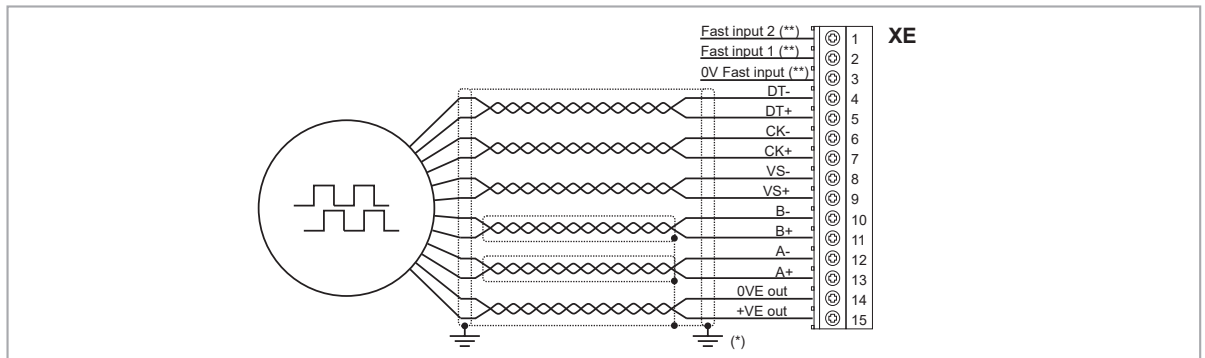 Fast input 2 (**) 1 XE
Fast input 1 (**) 2
0V Fast input (**) 3
DT- 4
DT+ 5
CK- 6
CK+ 7
VS- 8
VS+ 9
B- 10
B+ 11
A- 12
A+ 13
0VE out 14
+VE out 15
(*)